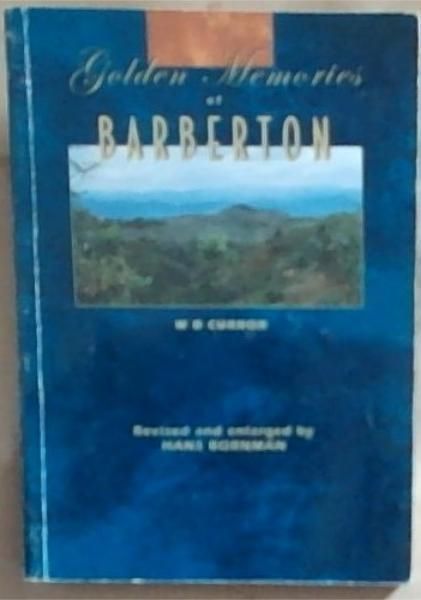 Golden Memories
of
BARBERTON
W D CURROR
Revised and enlarged by
HANS BORNMAN